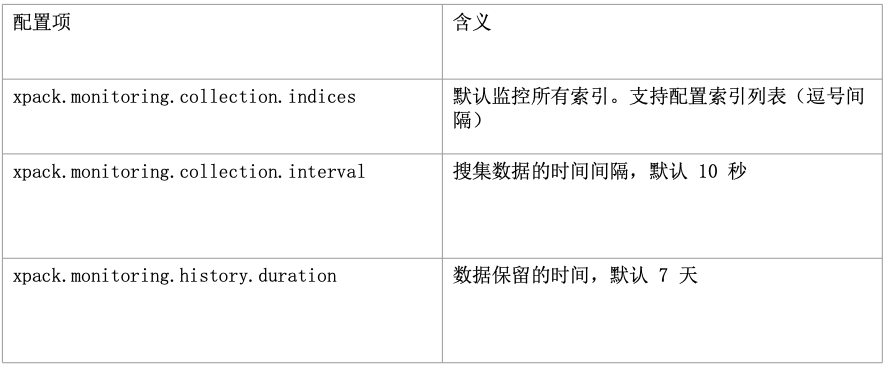 配置项
含义
xpack.monitoring.collection.indices
默认监控所有索引。支持配置索引列表（逗号间
隔）
xpack.monitoring.collection.interval
搜集数据的时间间隔，默认 10 秒
xpack.monitoring.history.duration
数据保留的时间，默认 7 天